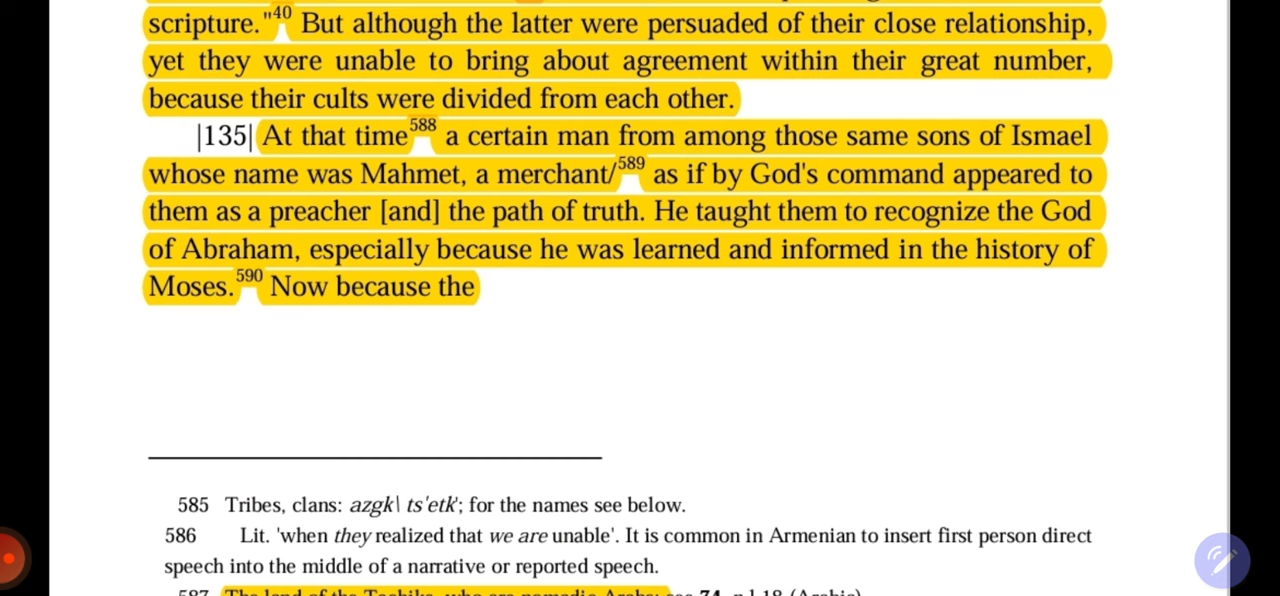 scripture."40 But although the latter were persuaded of their close relationship,
yet they were unable to bring about agreement within their great number,
because their cults were divided from each other.
|135| At that time588 a certain man from among those same sons of Ismael
whose name was Mahmet, a merchant/589 as if by God's command appeared to
them as a preacher [and] the path of truth. He taught them to recognize the God
of Abraham, especially because he was learned and informed in the history of
Moses.590 Now because the
585 Tribes, clans: azgk\ ts'etk'; for the names see below.
586 Lit. 'when they realized that we are unable'. It is common in Armenian to insert first person direct
speech into the middle of a narrative or reported speech.
587 The land of the